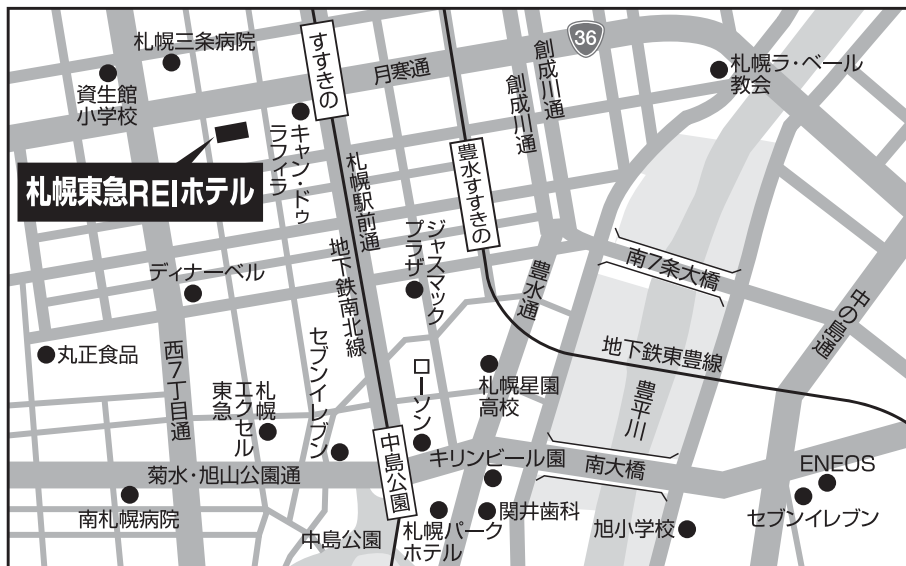 札幌三条病院
資生館
小学校
すすきの
月寒通
36
創成川通
創成川通
札幌ラ・ベール
教会
キャン・ドゥ
ラフィラ
札幌東急REIホテル
札幌駅前通
地下鉄南北線
豊水すすきの
ジャスマック
プラザ
豊水通
南7条大橋
中の島通
ディナーベル
丸正食品
西7丁目通
札幌
エクセル
東急
セブンイレブン
ローソン
札幌星園
高校
地下鉄東豊線
豊平川
中島公園
キリンビール園
南大橋
菊水・旭山公園通
南札幌病院
中島公園
札幌パーク
ホテル
関井歯科
旭小学校
ENEOS
セブンイレブン